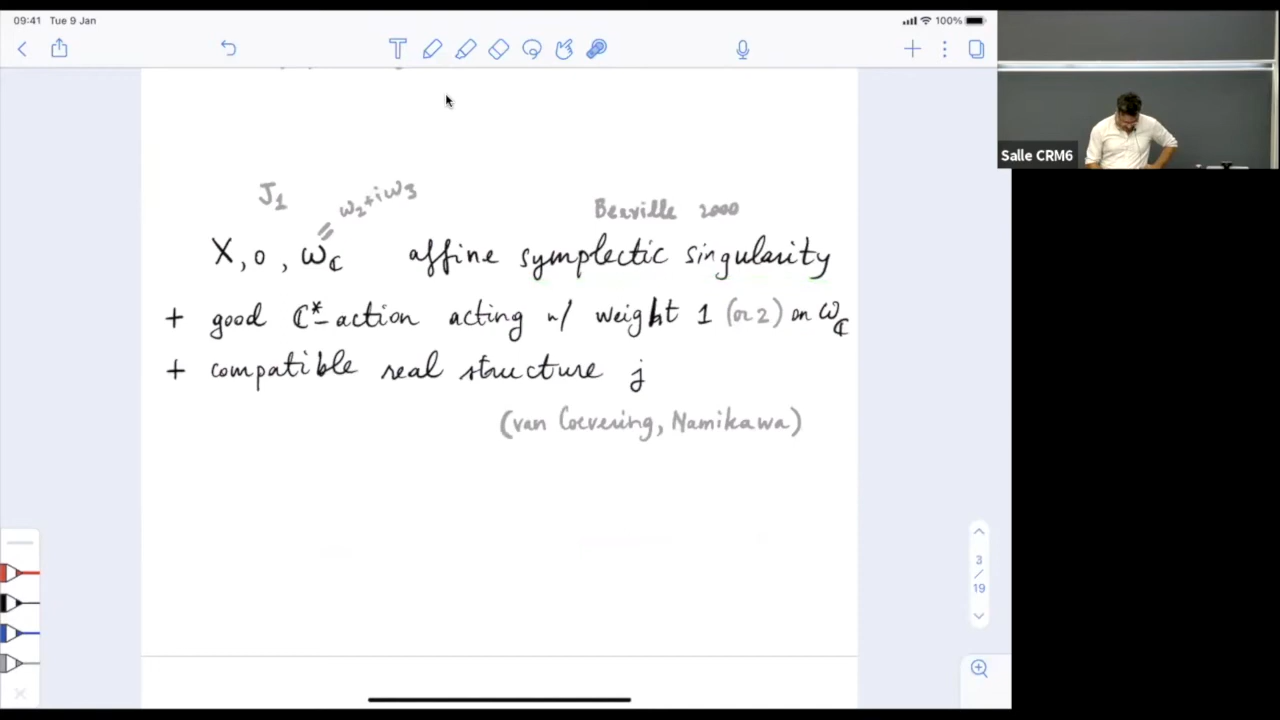 09:41 Tue 9 Jan
100%
Salle CRM6
J₁
= ω₂+iω₃
Beaville 2000
X, 0, ω_ℂ affine symplectic singularity
+ good ℂ*-action acting w/ weight 1 (or 2) on ω_ℂ
+ compatible real structure j
(van Coevering, Namikawa)
3
/
19